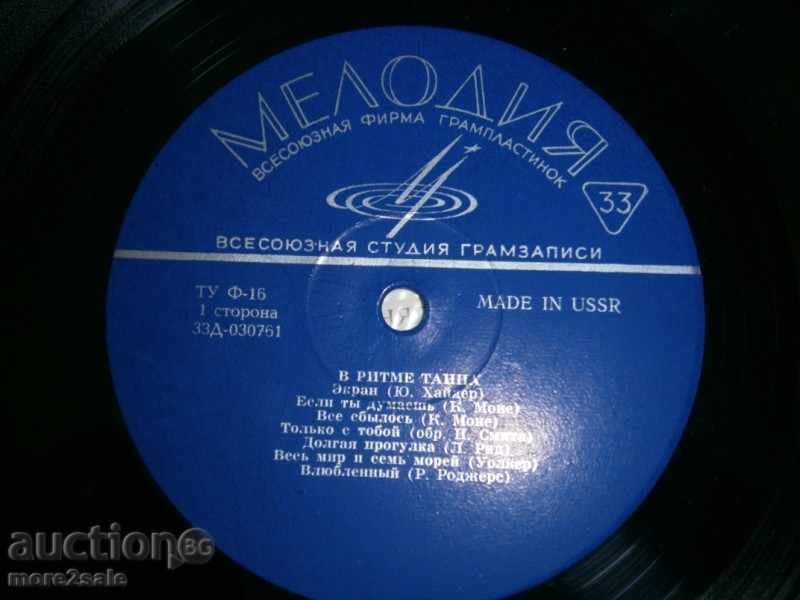 МЕЛОДИЯ
ВСЕСОЮЗНАЯ ФИРМА ГРАМПЛАСТИНОК
33
ВСЕСОЮЗНАЯ СТУДИЯ ГРАМЗАПИСИ
ТУ Ф-16
1 сторона
33Д-030761
MADE IN USSR
В РИТМЕ ТАНЦА
Экран (Ю. Хайдер)
Если ты думаешь (К. Моне)
Все сбылось (К. Моне)
Только с тобой (обр. Н. Смита)
Долгая прогулка (Л. Рид)
Весь мир и семь морей (Уолкер)
Влюбленный (Р. Роджерс)
auctionBG
more2sale